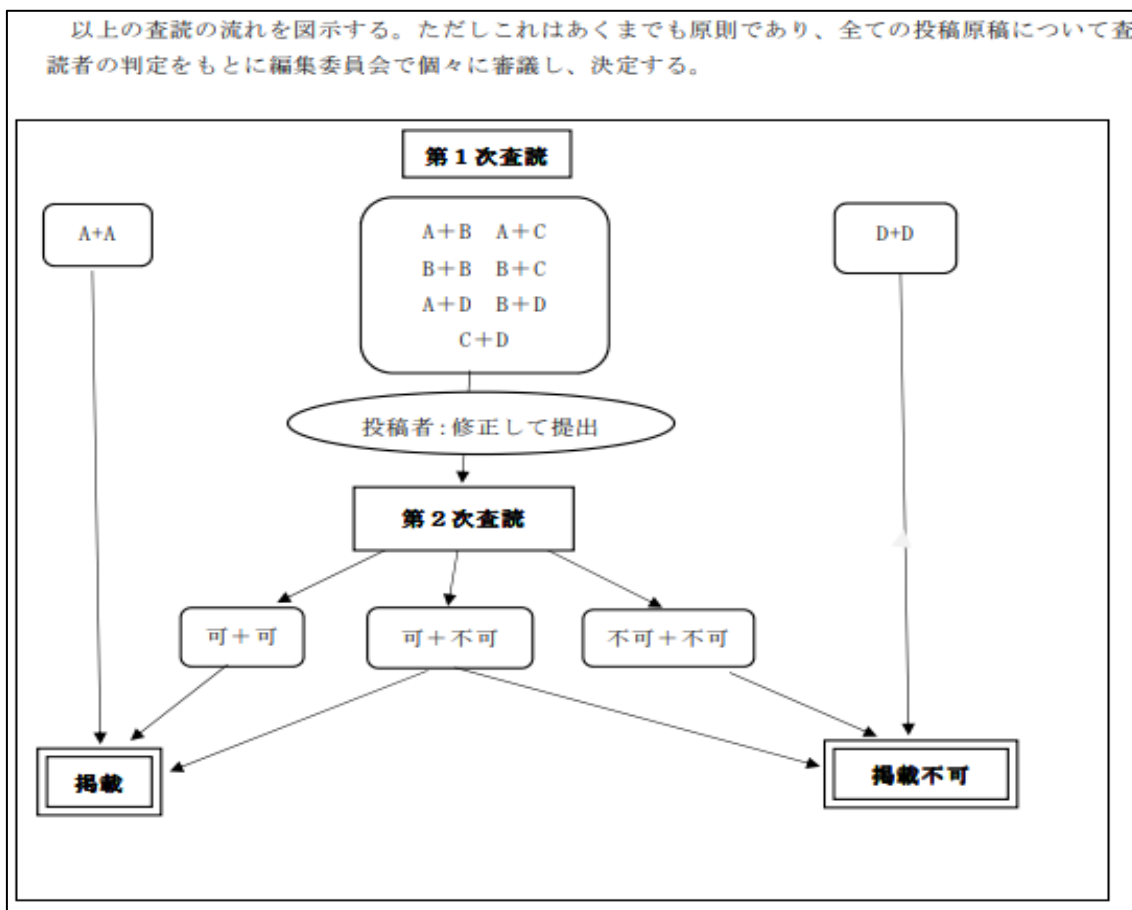 以上の査読の流れを図示する。ただしこれはあくまでも原則であり、全ての投稿原稿について査
読者の判定をもとに編集委員会で個々に審議し、決定する。
第1次査読
A+A
A+B A+C
B+B B+C
A+D B+D
C+D
D+D
投稿者:修正して提出
第2次査読
可+可
可+不可
不可+不可
掲載
掲載不可